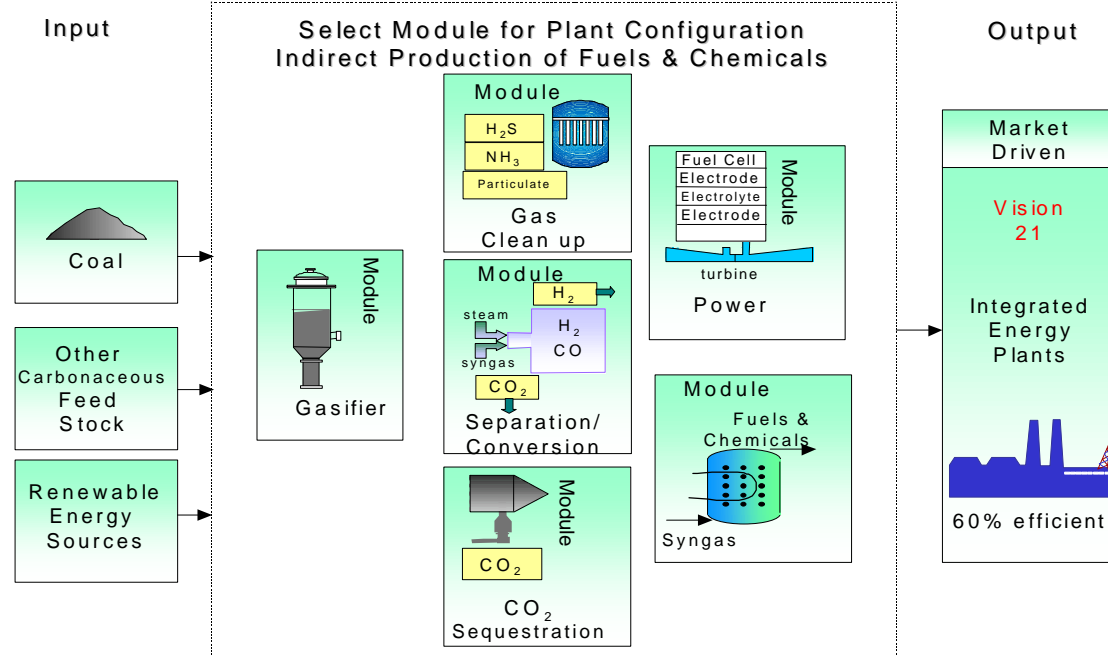 Input
Select Module for Plant Configuration
Indirect Production of Fuels & Chemicals
Output
Coal
Other
Carbonaceous
Feed
Stock
Renewable
Energy
Sources
Module
Gasifier
Module
H2S
NH3
Particulate
Gas
Clean up
Module
H2
steam
H2
CO
syngas
CO2
Separation/
Conversion
Module
CO2
CO2
Sequestration
Module
Fuel Cell
Electrode
Electrolyte
Electrode
turbine
Power
Module
Fuels &
Chemicals
Syngas
Market
Driven
Vision
21
Integrated
Energy
Plants
60% efficient